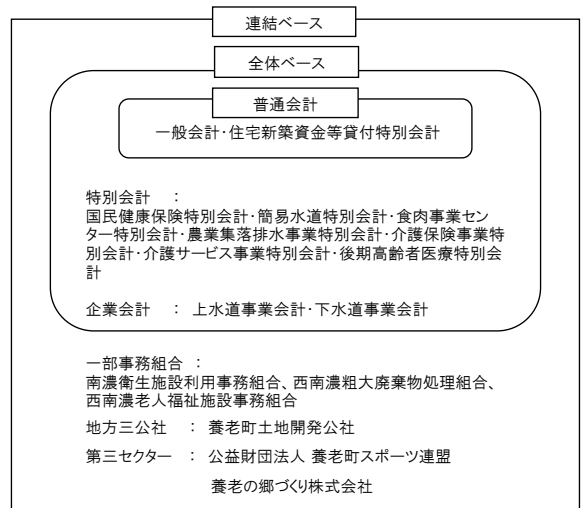 連結ベース
全体ベース
普通会計
一般会計・住宅新築資金等貸付特別会計
特別会計 :
国民健康保険特別会計・簡易水道特別会計・食肉事業セン
ター特別会計・農業集落排水事業特別会計・介護保険事業特
別会計・介護サービス事業特別会計・後期高齢者医療特別会
計
企業会計 : 上水道事業会計・下水道事業会計
一部事務組合 :
南濃衛生施設利用事務組合、西南濃粗大廃棄物処理組合、
西南濃老人福祉施設事務組合
地方三公社 : 養老町土地開発公社
第三セクター : 公益財団法人 養老町スポーツ連盟
養老の郷づくり株式会社